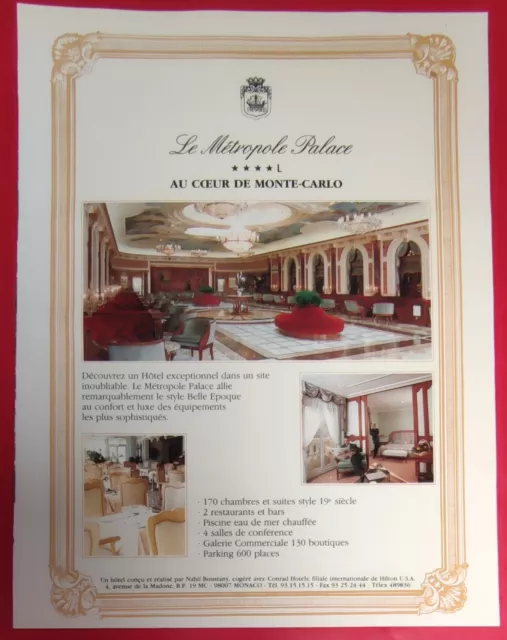 Le Métropole Palace
★★★★L
AU CŒUR DE MONTE-CARLO
Découvrez un Hôtel exceptionnel dans un site
inoubliable. Le Métropole Palace allie
remarquablement le style Belle Epoque
au confort et luxe des équipements
les plus sophistiqués.
· 170 chambres et suites style 19e siècle
· 2 restaurants et bars
· Piscine eau de mer chauffée
· 4 salles de conférence
· Galerie Commerciale 130 boutiques
· Parking 600 places
Un hôtel conçu et réalisé par Nabil Boustany, cogéré avec Conrad Hotels, filiale internationale de Hilton U.S.A.
4, avenue de la Madone, B.P. 19 MC - 98007 MONACO - Tél. 93.15.15.15 - Fax 93 25 24 44 Télex 489836